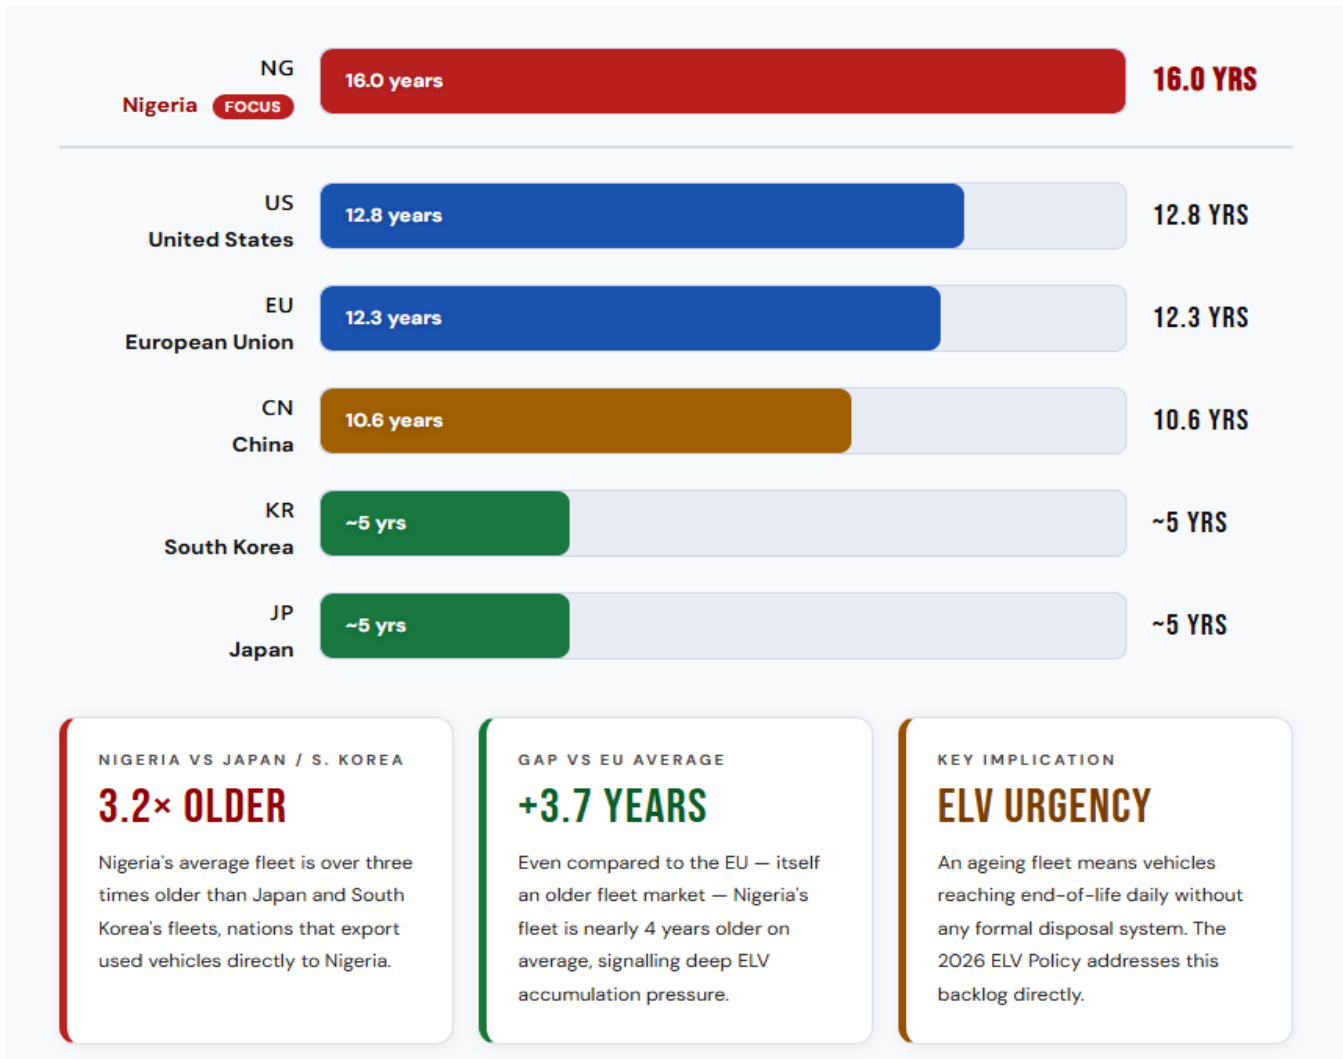 NG
Nigeria FOCUS
16.0 years
16.0 YRS
US
United States
12.8 years
12.8 YRS
EU
European Union
12.3 years
12.3 YRS
CN
China
10.6 years
10.6 YRS
KR
South Korea
~5 yrs
~5 YRS
JP
Japan
~5 yrs
~5 YRS
NIGERIA VS JAPAN / S. KOREA
3.2× OLDER
Nigeria's average fleet is over three
times older than Japan and South
Korea's fleets, nations that export
used vehicles directly to Nigeria.
GAP VS EU AVERAGE
+3.7 YEARS
Even compared to the EU — itself
an older fleet market — Nigeria's
fleet is nearly 4 years older on
average, signalling deep ELV
accumulation pressure.
KEY IMPLICATION
ELV URGENCY
An ageing fleet means vehicles
reaching end-of-life daily without
any formal disposal system. The
2026 ELV Policy addresses this
backlog directly.